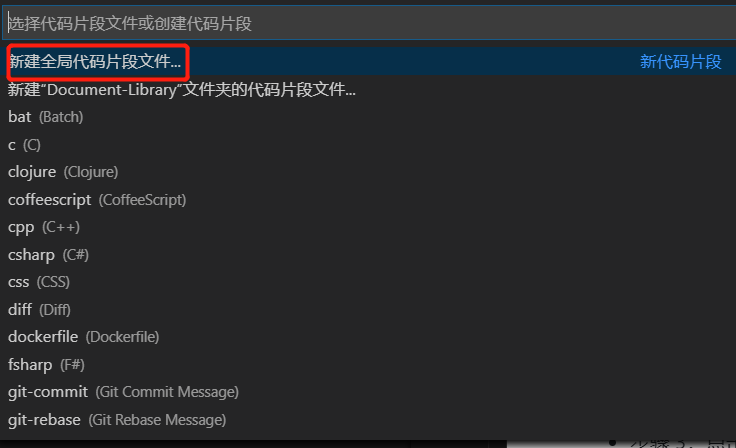 选择代码片段文件或创建代码片段
新建全局代码片段文件... 新代码片段
新建“Document-Library”文件夹的代码片段文件...
bat (Batch)
c (C)
clojure (Clojure)
coffeescript (CoffeeScript)
cpp (C++)
csharp (C#)
css (CSS)
diff (Diff)
dockerfile (Dockerfile)
fsharp (F#)
git-commit (Git Commit Message)
git-rebase (Git Rebase Message)